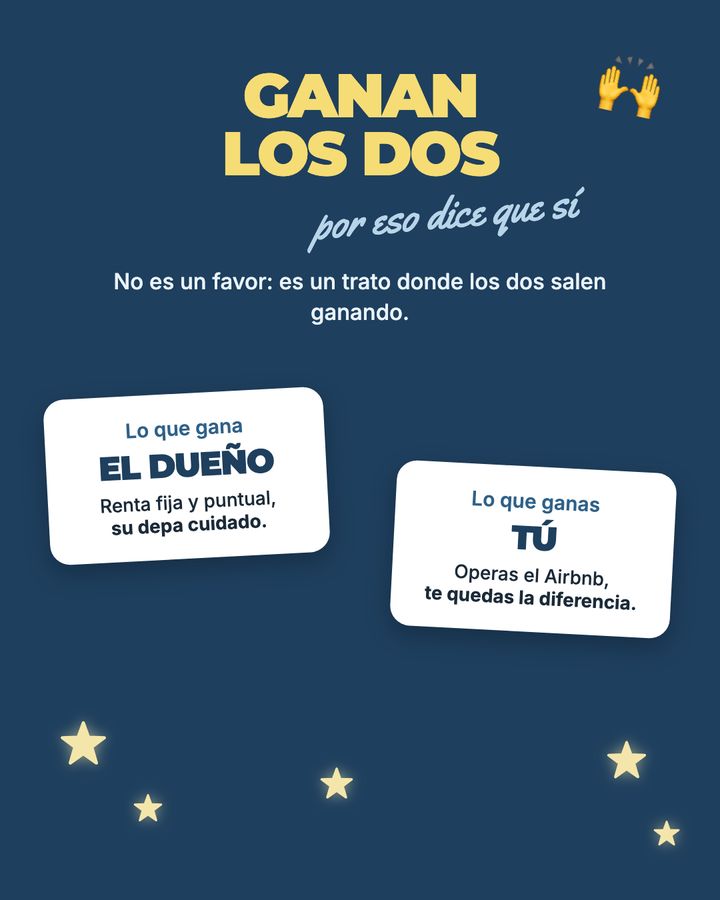 GANAN
LOS DOS
por eso dice que sí
No es un favor: es un trato donde los dos salen
ganando.
Lo que gana
EL DUEÑO
Renta fija y puntual,
su depa cuidado.
Lo que ganas
TÚ
Operas el Airbnb,
te quedas la diferencia.